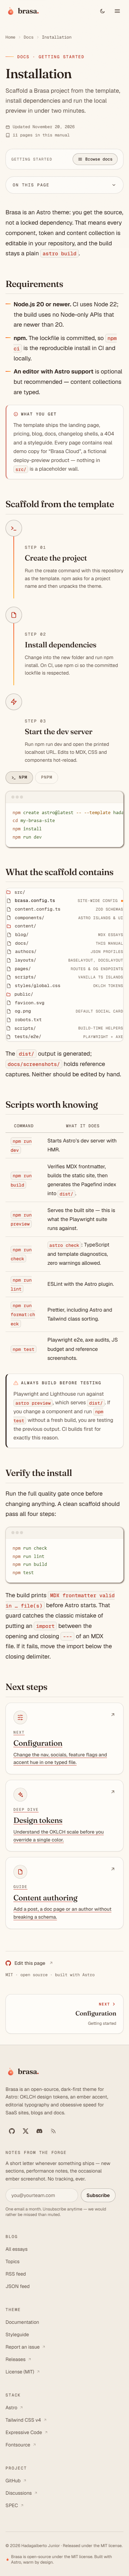 brasa.
Home · Docs · Installation
DOCS · GETTING STARTED
Installation
Scaffold a Brasa project from the template,
install dependencies and run the local
preview in under two minutes.
Updated November 20, 2025
11 pages in this manual
GETTING STARTED
Browse docs
ON THIS PAGE
Brasa is an Astro theme: you get the source,
not a locked dependency. That means every
component, token and content collection is
editable in your repository, and the build
stays a plain astro build.
Requirements
Node.js 20 or newer. CI uses Node 22;
the build uses no Node-only APIs that
are newer than 20.
npm. The lockfile is committed, so npm
ci is the reproducible install in CI and
locally.
An editor with Astro support is optional
but recommended — content collections
are typed.
WHAT YOU GET
The template ships the landing page,
pricing, blog, docs, changelog, shells, a 404
and a styleguide. Every page contains real
demo copy for "Brasa Cloud", a fictional
deploy-preview product — nothing in
src/ is a placeholder wall.
Scaffold from the template
STEP 01
Create the project
Run the create command with this repository
as the template. npm asks for a project
name and then unpacks the theme.
STEP 02
Install dependencies
Change into the new folder and run npm
install. On CI, use npm ci so the committed
lockfile is respected.
STEP 03
Start the dev server
Run npm run dev and open the printed
localhost URL. Edits to MDX, CSS and
components hot-reload.
NPM
PNPM
npm create astro@latest -- --template hada
cd my-brasa-site
npm install
npm run dev
What the scaffold contains
src/
brasa.config.ts SITE-WIDE CONFIG
content.config.ts ZOD SCHEMAS
components/ ASTRO ISLANDS & UI
content/
blog/ MDX ESSAYS
docs/ THIS MANUAL
authors/ JSON PROFILES
layouts/ BASELAYOUT, DOCSLAYOUT
pages/ ROUTES & OG ENDPOINTS
scripts/ VANILLA TS ISLANDS
styles/global.css OKLCH TOKENS
public/
favicon.svg
og.png DEFAULT SOCIAL CARD
robots.txt
scripts/ BUILD-TIME HELPERS
tests/e2e/ PLAYWRIGHT + AXE
The dist/ output is generated;
docs/screenshots/ holds reference
captures. Neither should be edited by hand.
Scripts worth knowing
COMMAND WHAT IT DOES
npm run dev Starts Astro's dev server with HMR.
npm run build Verifies MDX frontmatter, builds the static site, then generates the Pagefind index into dist/.
npm run preview Serves the built site — this is what the Playwright suite runs against.
npm run check astro check: TypeScript and template diagnostics, zero warnings allowed.
npm run lint ESLint with the Astro plugin.
npm run format:check Prettier, including Astro and Tailwind class sorting.
npm test Playwright e2e, axe audits, JS budget and reference screenshots.
ALWAYS BUILD BEFORE TESTING
Playwright and Lighthouse run against
astro preview, which serves dist/. If
you change a component and run npm
test without a fresh build, you are testing
the previous output. CI builds first for
exactly this reason.
Verify the install
Run the full quality gate once before
changing anything. A clean scaffold should
pass all four steps:
npm run check
npm run lint
npm run build
npm test
The build prints MDX frontmatter valid
in … file(s) before Astro starts. That
guard catches the classic mistake of
putting an import between the
opening and closing --- of an MDX
file. If it fails, move the import below the
closing delimiter.
Next steps
NEXT
Configuration
Change the nav, socials, feature flags and
accent hue in one typed file.
DEEP DIVE
Design tokens
Understand the OKLCH scale before you
override a single color.
GUIDE
Content authoring
Add a post, a doc page or an author without
breaking a schema.
Edit this page
MIT · open source · built with Astro
NEXT
Configuration
Getting started
brasa.
Brasa is an open-source, dark-first theme for
Astro: OKLCH design tokens, an ember accent,
editorial typography and obsessive speed for
SaaS sites, blogs and docs.
NOTES FROM THE FORGE
A short letter whenever something ships — new
sections, performance notes, the occasional
ember screenshot. No tracking, ever.
you@yourteam.com
Subscribe
One email a month. Unsubscribe anytime — we would
rather be missed than muted.
BLOG
All essays
Topics
RSS feed
JSON feed
THEME
Documentation
Styleguide
Report an issue
Releases
License (MIT)
STACK
Astro
Tailwind CSS v4
Expressive Code
Fontsource
PROJECT
GitHub
Discussions
SPEC
Brasa is open-source under the MIT license. Built with
Astro, warm by design.